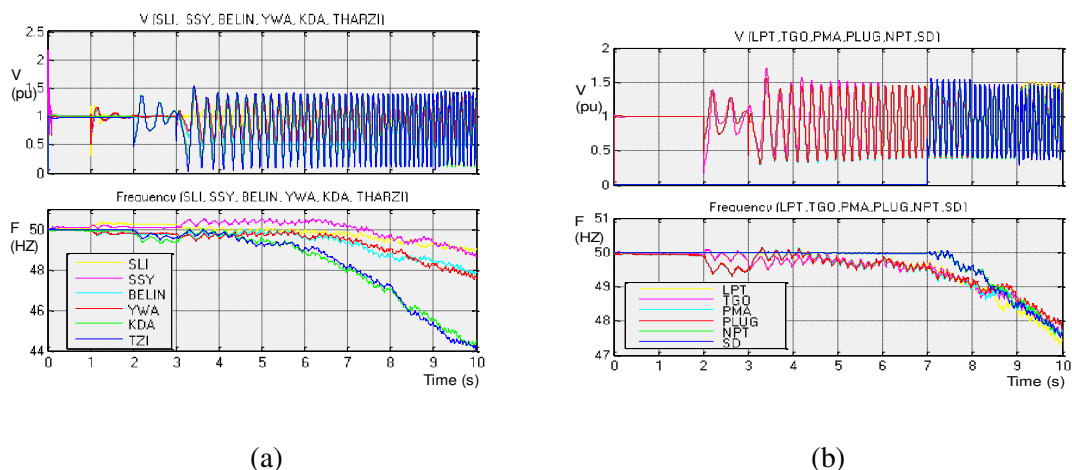 V (SLI, SSY, BELIN, YWA, KDA, THARZI)
2.5
2
1.5
1
0.5
0
V
(pu)
Frequency (SLI, SSY, BELIN, YWA, KDA, THARZI)
F
(HZ)
50
48
46
44
SLI
SSY
BELIN
YWA
KDA
TZI
0 1 2 3 4 5 6 7 8 9 10
Time (s)
(a)
V (LPT,TGO,PMA,PLUG,NPT,SD)
2
1.5
1
0.5
0
V
(pu)
Frequency (LPT,TGO,PMA,PLUG,NPT,SD)
F
(HZ)
51
50
49
48
47
LPT
TGO
PMA
PLUG
NPT
SD
0 1 2 3 4 5 6 7 8 9 10
Time (s)
(b)